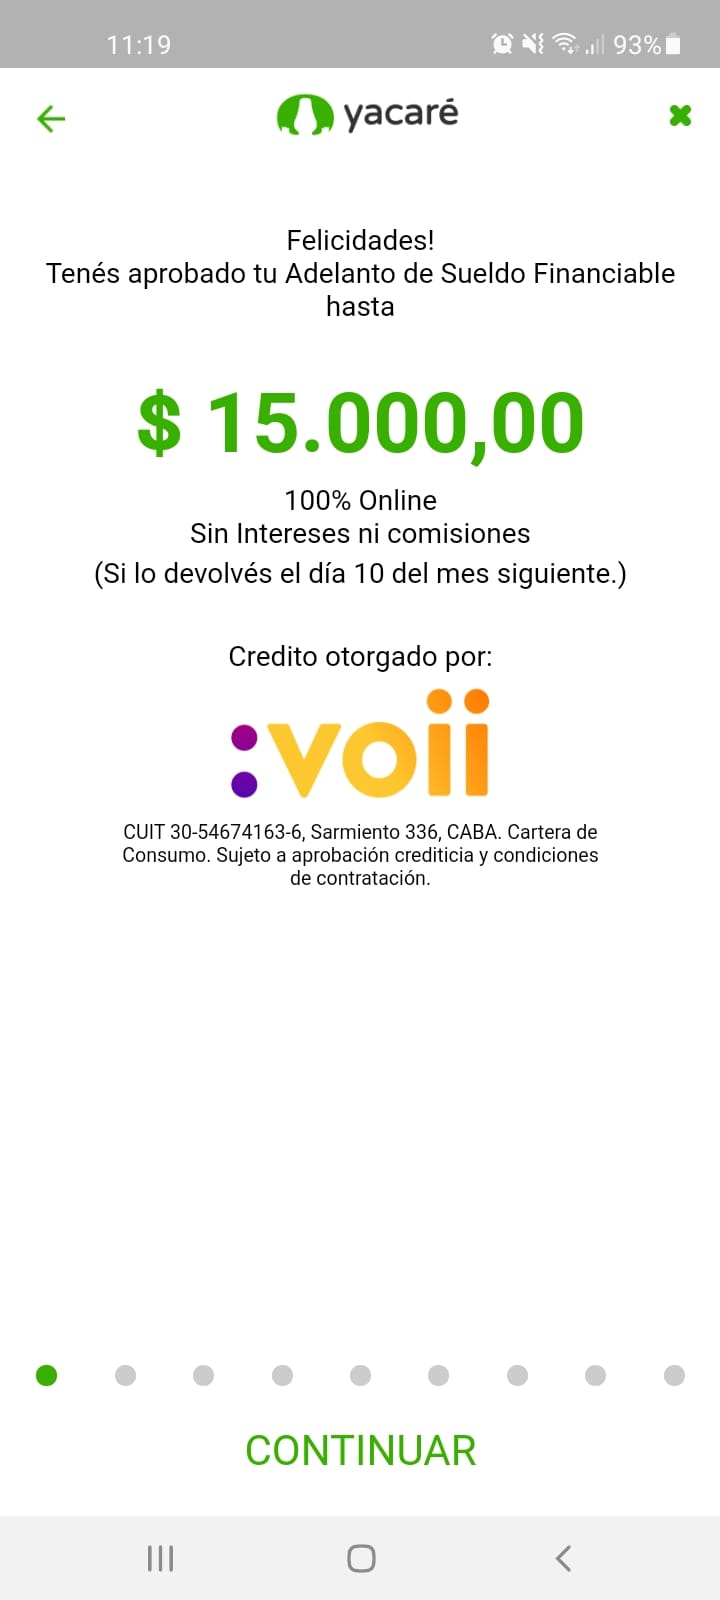 11:19
93%
yacaré
Felicidades!
Tenés aprobado tu Adelanto de Sueldo Financiable
hasta
$ 15.000,00
100% Online
Sin Intereses ni comisiones
(Si lo devolvés el día 10 del mes siguiente.)
Credito otorgado por:
:voii
CUIT 30-54674163-6, Sarmiento 336, CABA. Cartera de
Consumo. Sujeto a aprobación crediticia y condiciones
de contratación.
CONTINUAR